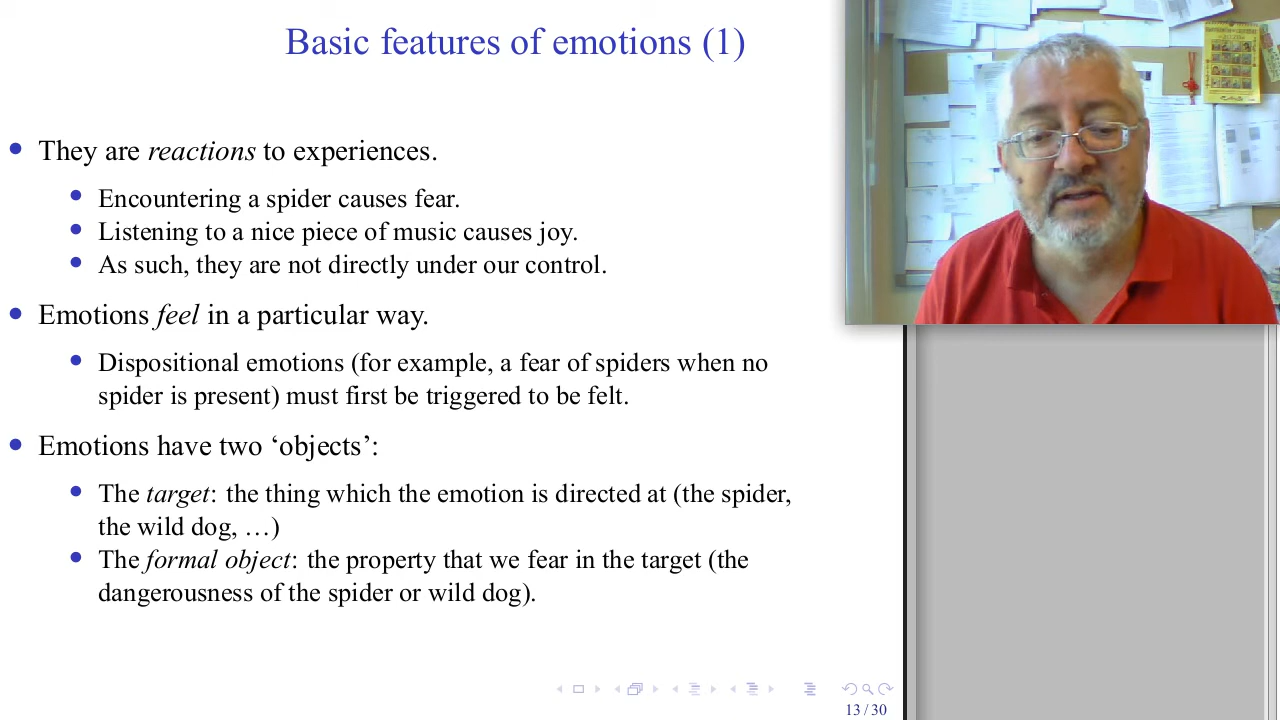 Basic features of emotions (1)
They are reactions to experiences.
Encountering a spider causes fear.
Listening to a nice piece of music causes joy.
As such, they are not directly under our control.
Emotions feel in a particular way.
Dispositional emotions (for example, a fear of spiders when no
spider is present) must first be triggered to be felt.
Emotions have two ‘objects’:
The target: the thing which the emotion is directed at (the spider,
the wild dog, …)
The formal object: the property that we fear in the target (the
dangerousness of the spider or wild dog).
13 / 30